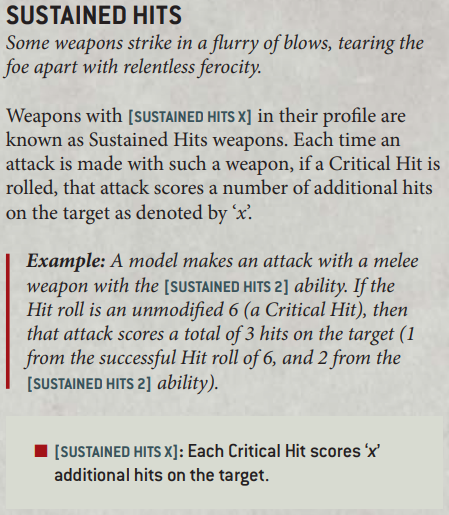 SUSTAINED HITS
Some weapons strike in a flurry of blows, tearing the
foe apart with relentless ferocity.
Weapons with [SUSTAINED HITS X] in their profile are
known as Sustained Hits weapons. Each time an
attack is made with such a weapon, if a Critical Hit is
rolled, that attack scores a number of additional hits
on the target as denoted by ‘x’.
Example: A model makes an attack with a melee
weapon with the [SUSTAINED HITS 2] ability. If the
Hit roll is an unmodified 6 (a Critical Hit), then
that attack scores a total of 3 hits on the target (1
from the successful Hit roll of 6, and 2 from the
[SUSTAINED HITS 2] ability).
■ [SUSTAINED HITS X]: Each Critical Hit scores ‘x’
additional hits on the target.